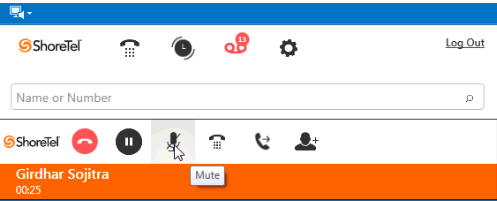 ShoreTel
13
Log Out
Name or Number
ShoreTel
Mute
Girdhar Sojitra
00:25